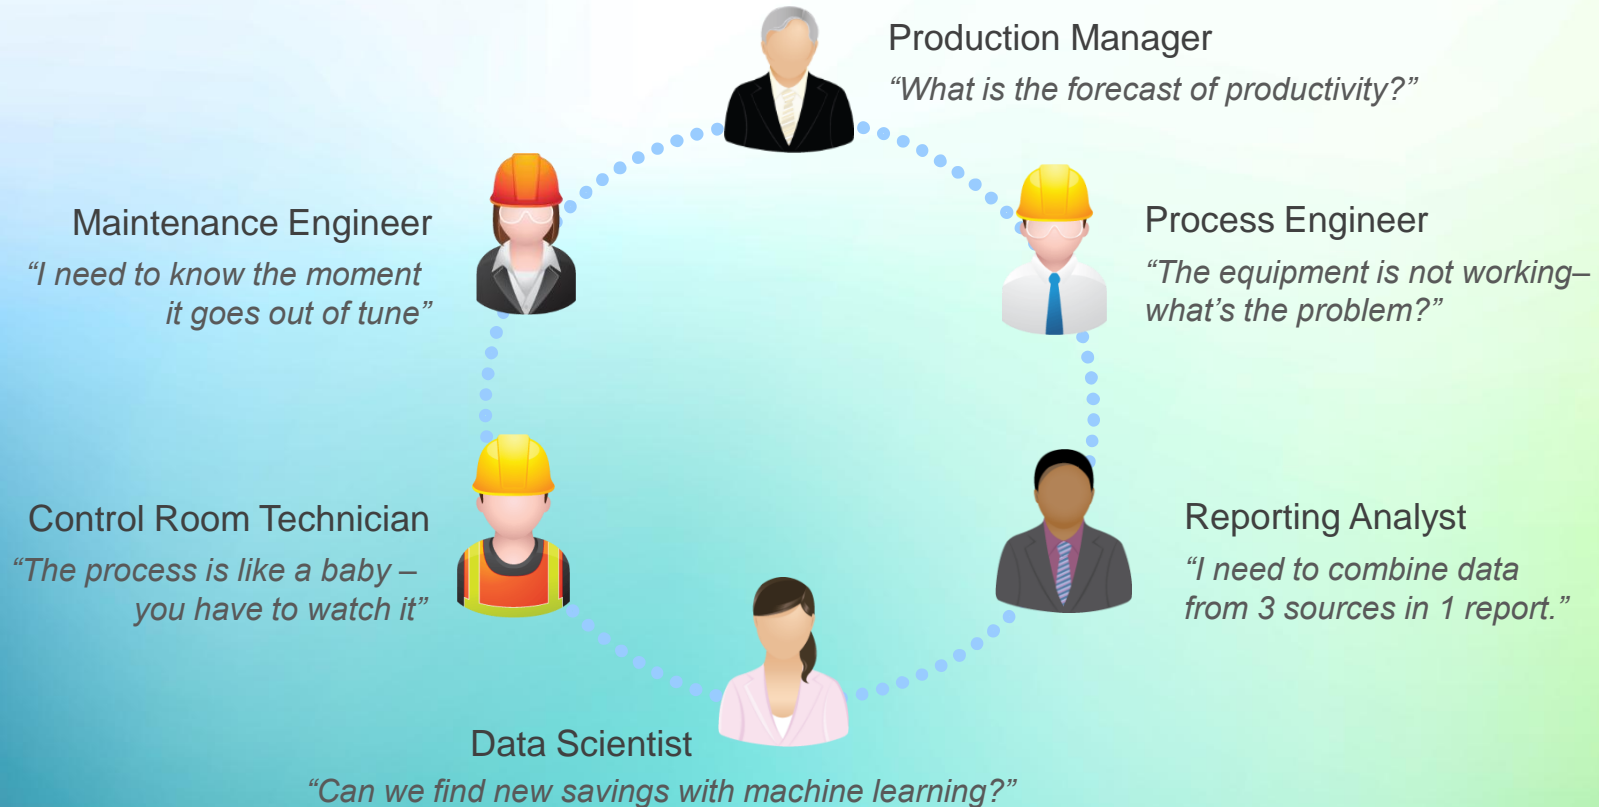 Production Manager
“What is the forecast of productivity?”
Maintenance Engineer
“I need to know the moment
it goes out of tune”
Process Engineer
“The equipment is not working–
what’s the problem?”
Control Room Technician
“The process is like a baby –
you have to watch it”
Reporting Analyst
“I need to combine data
from 3 sources in 1 report.”
Data Scientist
“Can we find new savings with machine learning?”